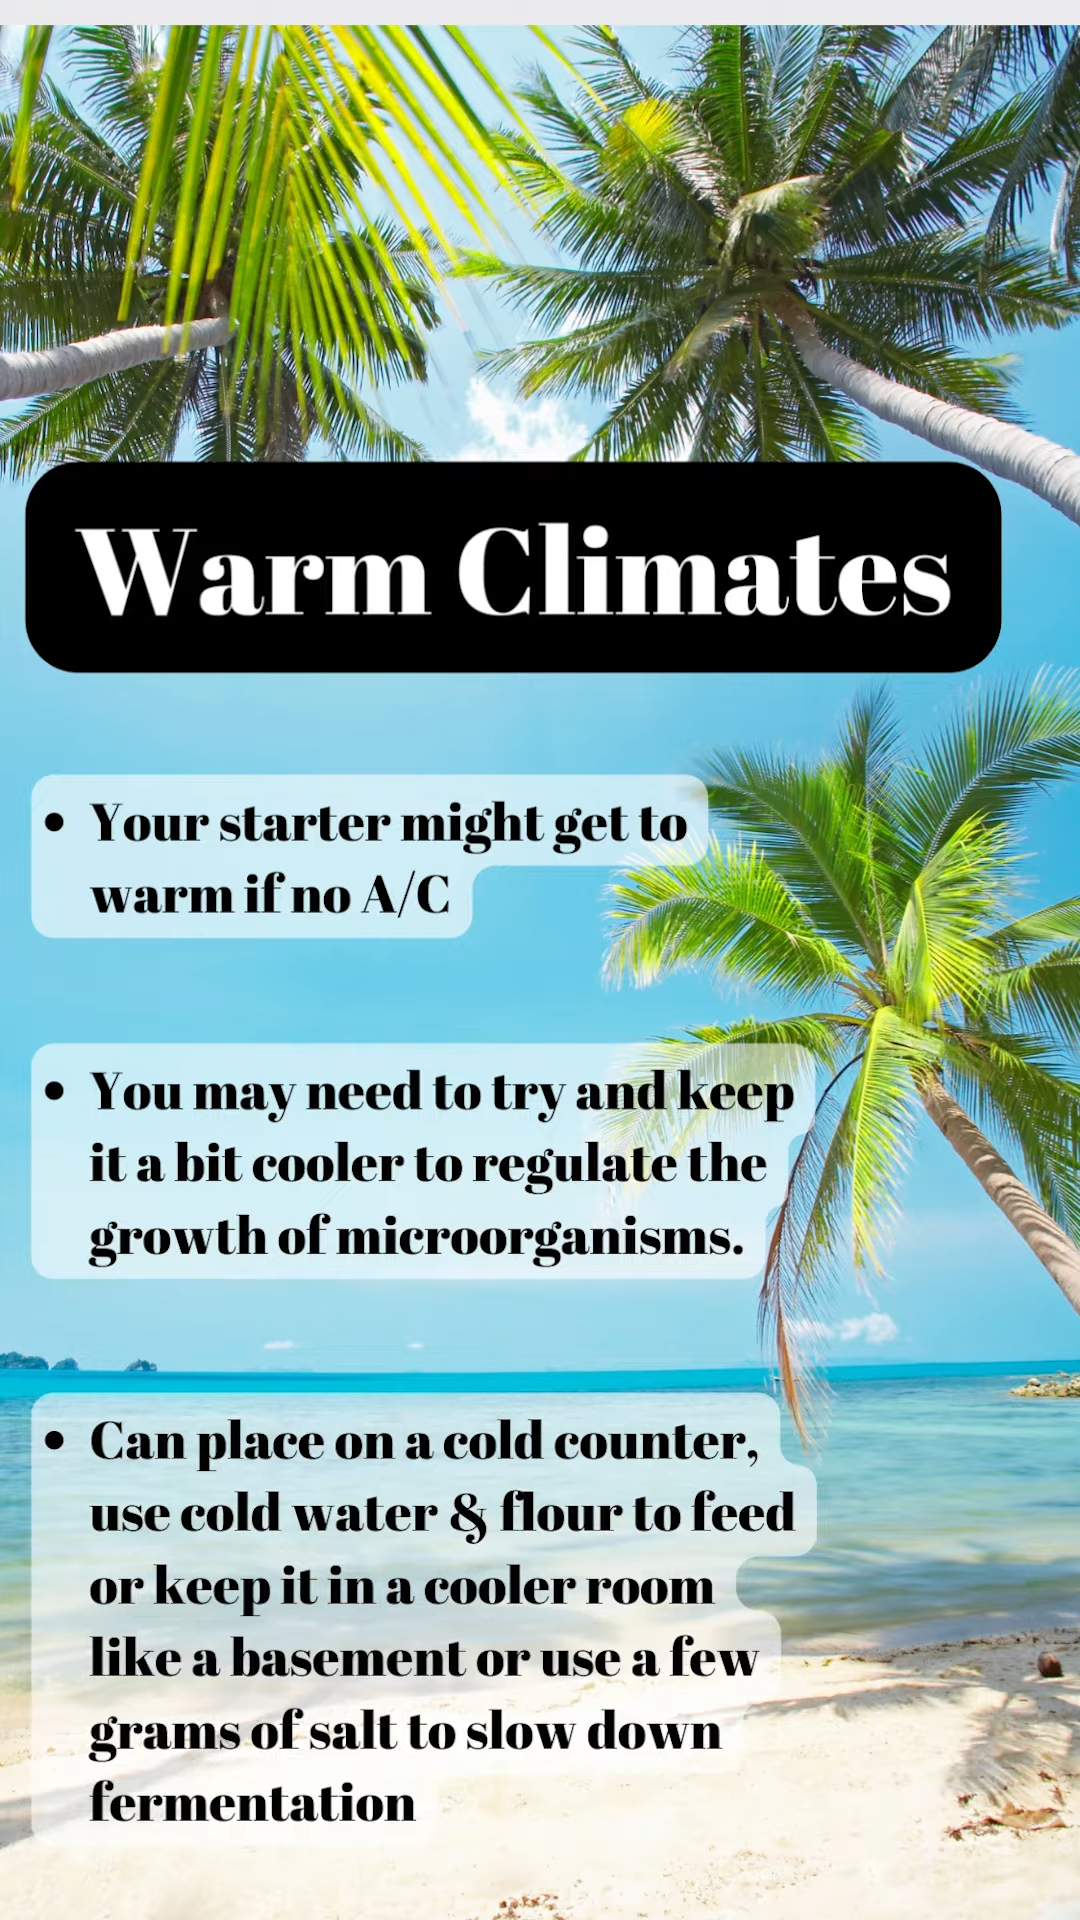 Warm Climates
• Your starter might get to
warm if no A/C
• You may need to try and keep
it a bit cooler to regulate the
growth of microorganisms.
• Can place on a cold counter,
use cold water & flour to feed
or keep it in a cooler room
like a basement or use a few
grams of salt to slow down
fermentation